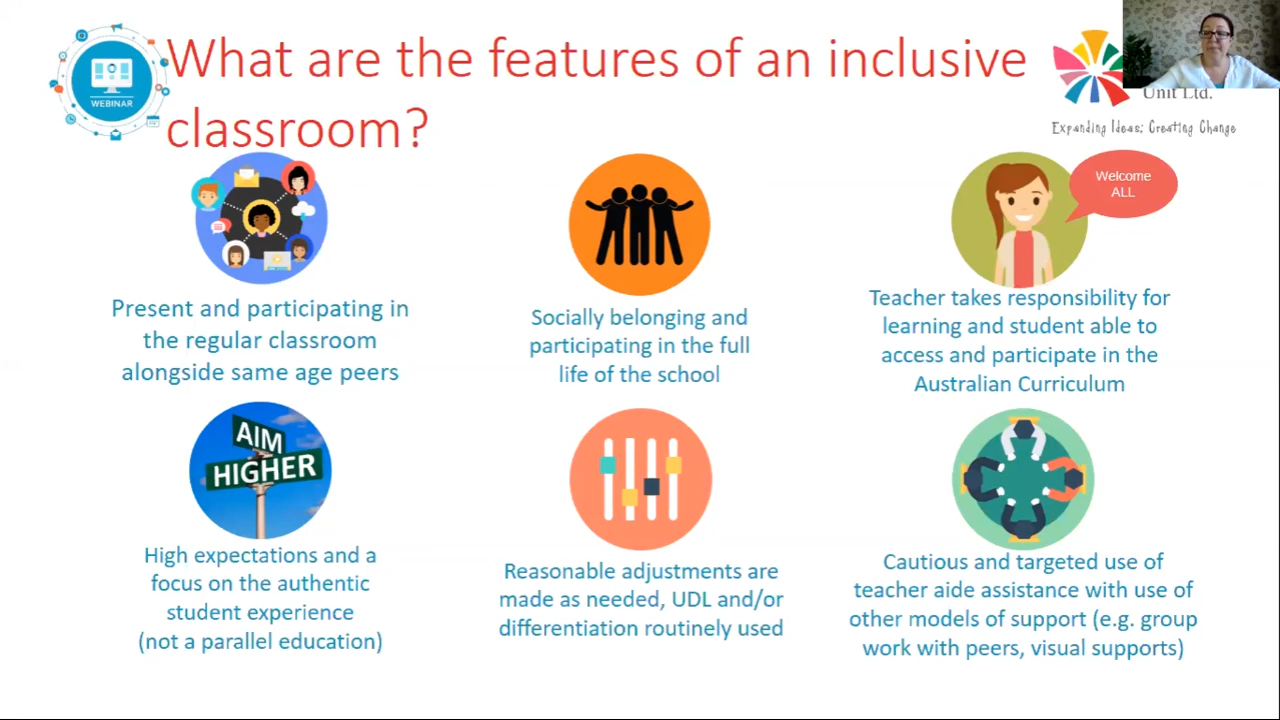 What are the features of an inclusive
classroom?
WEBINAR
Unit Ltd.
Expanding Ideas; Creating Change
Welcome
ALL
Present and participating in
the regular classroom
alongside same age peers
Socially belonging and
participating in the full
life of the school
Teacher takes responsibility for
learning and student able to
access and participate in the
Australian Curriculum
AIM
HIGHER
High expectations and a
focus on the authentic
student experience
(not a parallel education)
Reasonable adjustments are
made as needed, UDL and/or
differentiation routinely used
Cautious and targeted use of
teacher aide assistance with use of
other models of support (e.g. group
work with peers, visual supports)